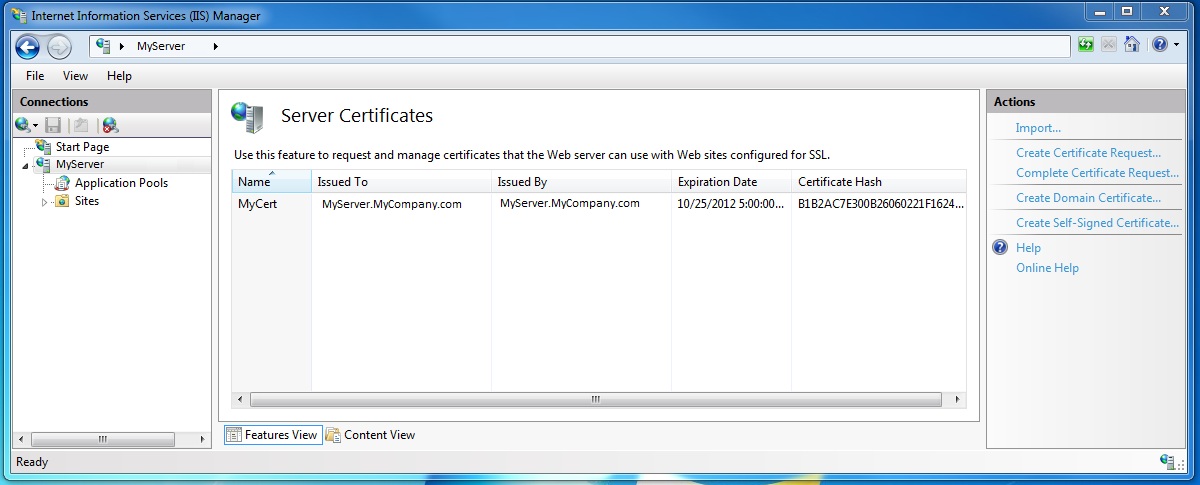 Internet Information Services (IIS) Manager
MyServer
File View Help
Connections
Start Page
MyServer
Application Pools
Sites
Server Certificates
Use this feature to request and manage certificates that the Web server can use with Web sites configured for SSL.
Name Issued To Issued By Expiration Date Certificate Hash
MyCert MyServer.MyCompany.com MyServer.MyCompany.com 10/25/2012 5:00:00... B1B2AC7E300B26060221F1624...
Features View Content View
Actions
Import...
Create Certificate Request...
Complete Certificate Request...
Create Domain Certificate...
Create Self-Signed Certificate...
Help
Online Help
Ready